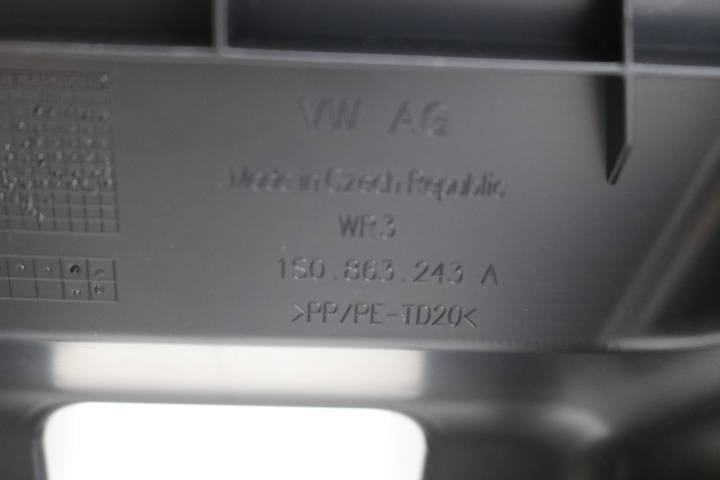 VW AG
Made in Czech Republic
WR3
1S0.863.243 A
>PP/PE-TD20<